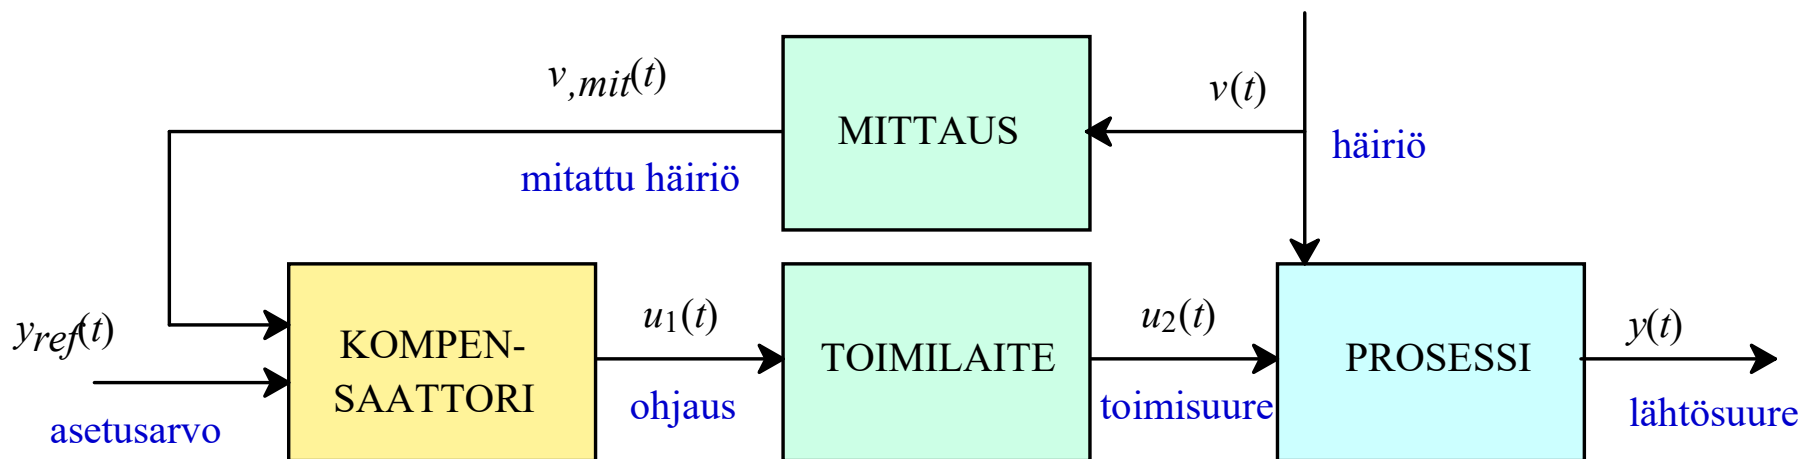 v,mit(t)
v(t)
MITTAUS
häiriö
mitattu häiriö
yref(t)
u1(t)
u2(t)
y(t)
KOMPEN-
SAATTORI
TOIMILAITE
PROSESSI
asetusarvo
ohjaus
toimisuure
lähtösuure